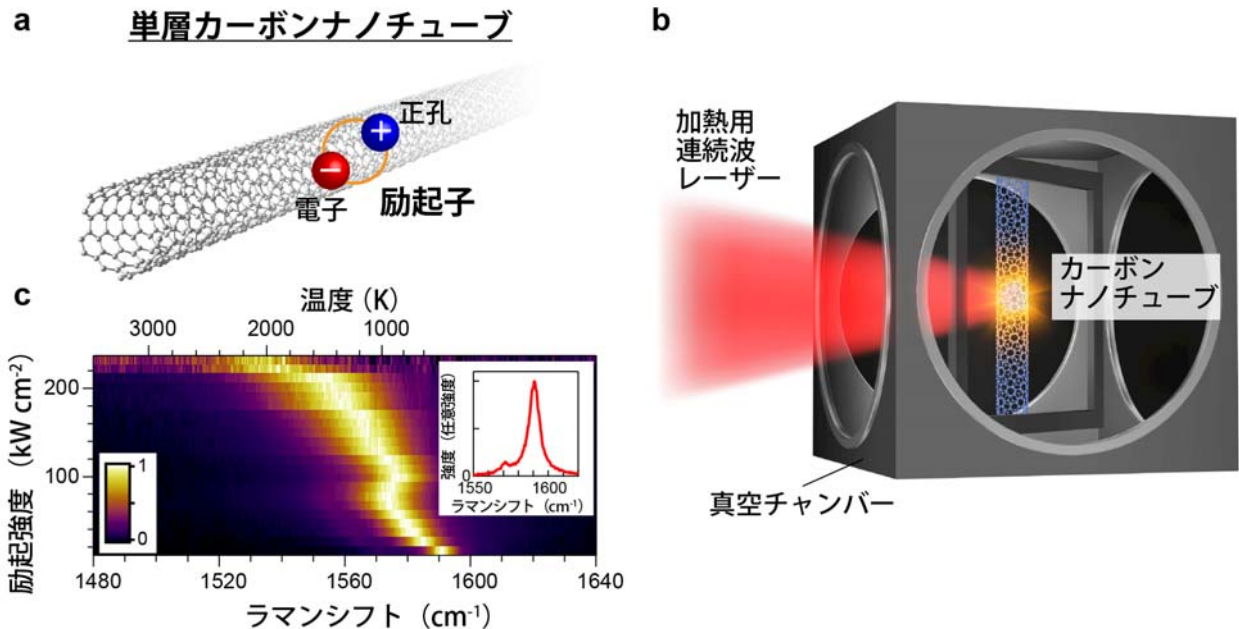 a
単層カーボンナノチューブ
正孔
+
−
電子
励起子
b
加熱用
連続波
レーザー
カーボン
ナノチューブ
真空チャンバー
c
温度（K）
3000 2000 1000
励起強度（kW cm-2）
200
100
1
0
強度（任意強度）
0
1550 1600
ラマンシフト（cm-1）
1480 1520 1560 1600 1640
ラマンシフト（cm-1）